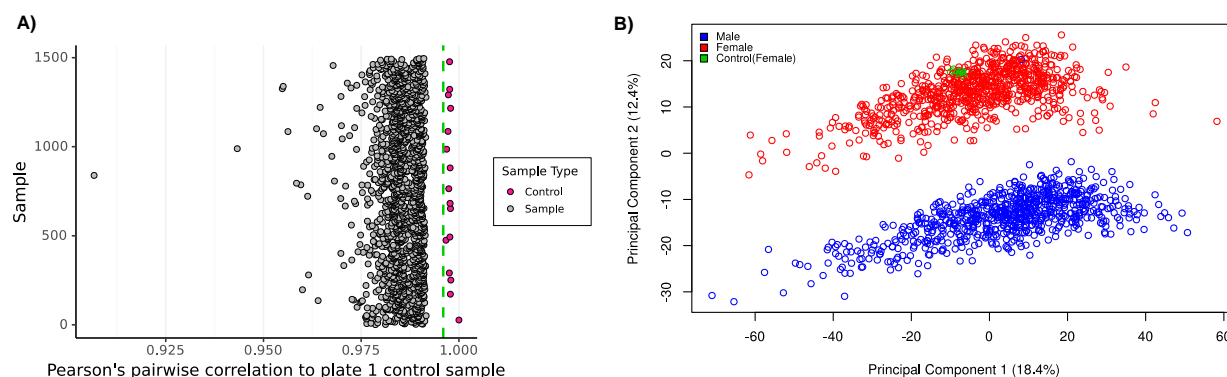 A)
Sample
1500
1000
500
0
0.925
0.950
0.975
1.000
Pearson's pairwise correlation to plate 1 control sample
Sample Type
Control
Sample
B)
Male
Female
Control(Female)
Principal Component 2 (12.4%)
20
10
0
-10
-20
-30
-60
-40
-20
0
20
40
60
Principal Component 1 (18.4%)